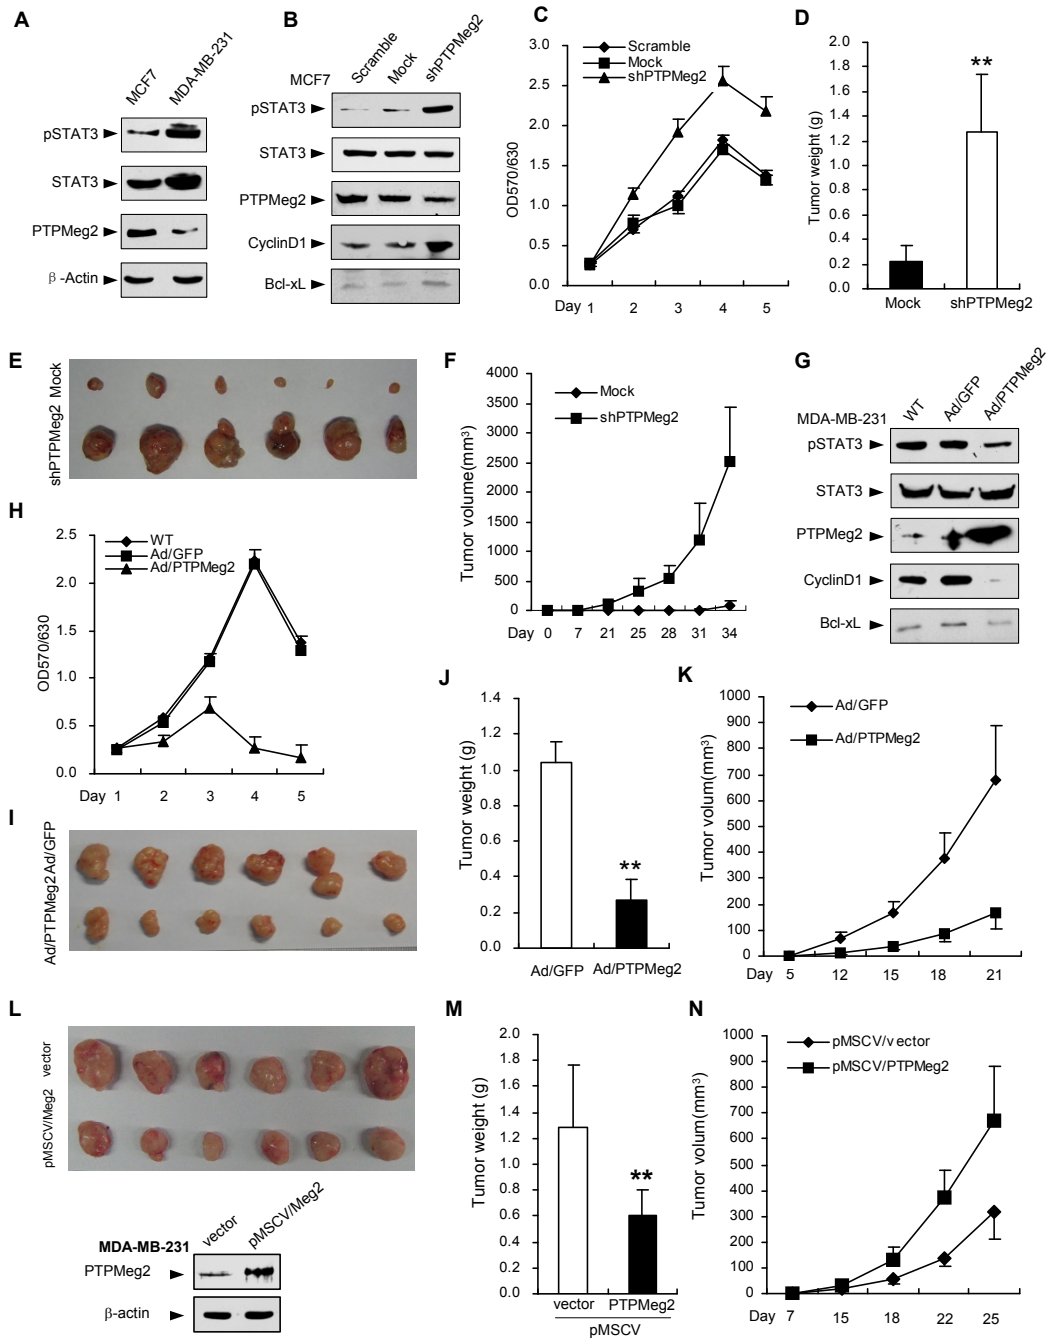 A
MCF7
MDA-MB-231
pSTAT3
STAT3
PTPMeg2
β-Actin
B
MCF7
Scramble
Mock
shPTPMeg2
pSTAT3
STAT3
PTPMeg2
CyclinD1
Bcl-xL
C
Scramble
Mock
shPTPMeg2
OD570/630
3.0
2.5
2.0
1.5
1.0
0.5
0.0
Day 1 2 3 4 5
D
Tumor weight (g)
2.0
1.8
1.6
1.4
1.2
1.0
0.8
0.6
0.4
0.2
0.0
**
Mock shPTPMeg2
E
Mock
shPTPMeg2
F
Mock
shPTPMeg2
Tumor volume(mm³)
4000
3500
3000
2500
2000
1500
1000
500
0
Day 0 7 21 25 28 31 34
G
MDA-MB-231
WT
Ad/GFP
Ad/PTPMeg2
pSTAT3
STAT3
PTPMeg2
CyclinD1
Bcl-xL
H
WT
Ad/GFP
Ad/PTPMeg2
OD570/630
2.5
2.0
1.5
1.0
0.5
0.0
Day 1 2 3 4 5
I
Ad/GFP
Ad/PTPMeg2
J
Tumor weight (g)
1.4
1.2
1.0
0.8
0.6
0.4
0.2
0.0
**
Ad/GFP Ad/PTPMeg2
K
Ad/GFP
Ad/PTPMeg2
Tumor volum(mm³)
1000
900
800
700
600
500
400
300
200
100
0
Day 5 12 15 18 21
L
vector
pMSCV/Meg2
MDA-MB-231
vector
pMSCV/Meg2
PTPMeg2
β-actin
M
Tumor weight (g)
2.0
1.8
1.6
1.4
1.2
1.0
0.8
0.6
0.4
0.2
0.0
**
vector PTPMeg2
pMSCV
N
pMSCV/vector
pMSCV/PTPMeg2
Tumor volum(mm³)
1000
900
800
700
600
500
400
300
200
100
0
Day 7 15 18 22 25